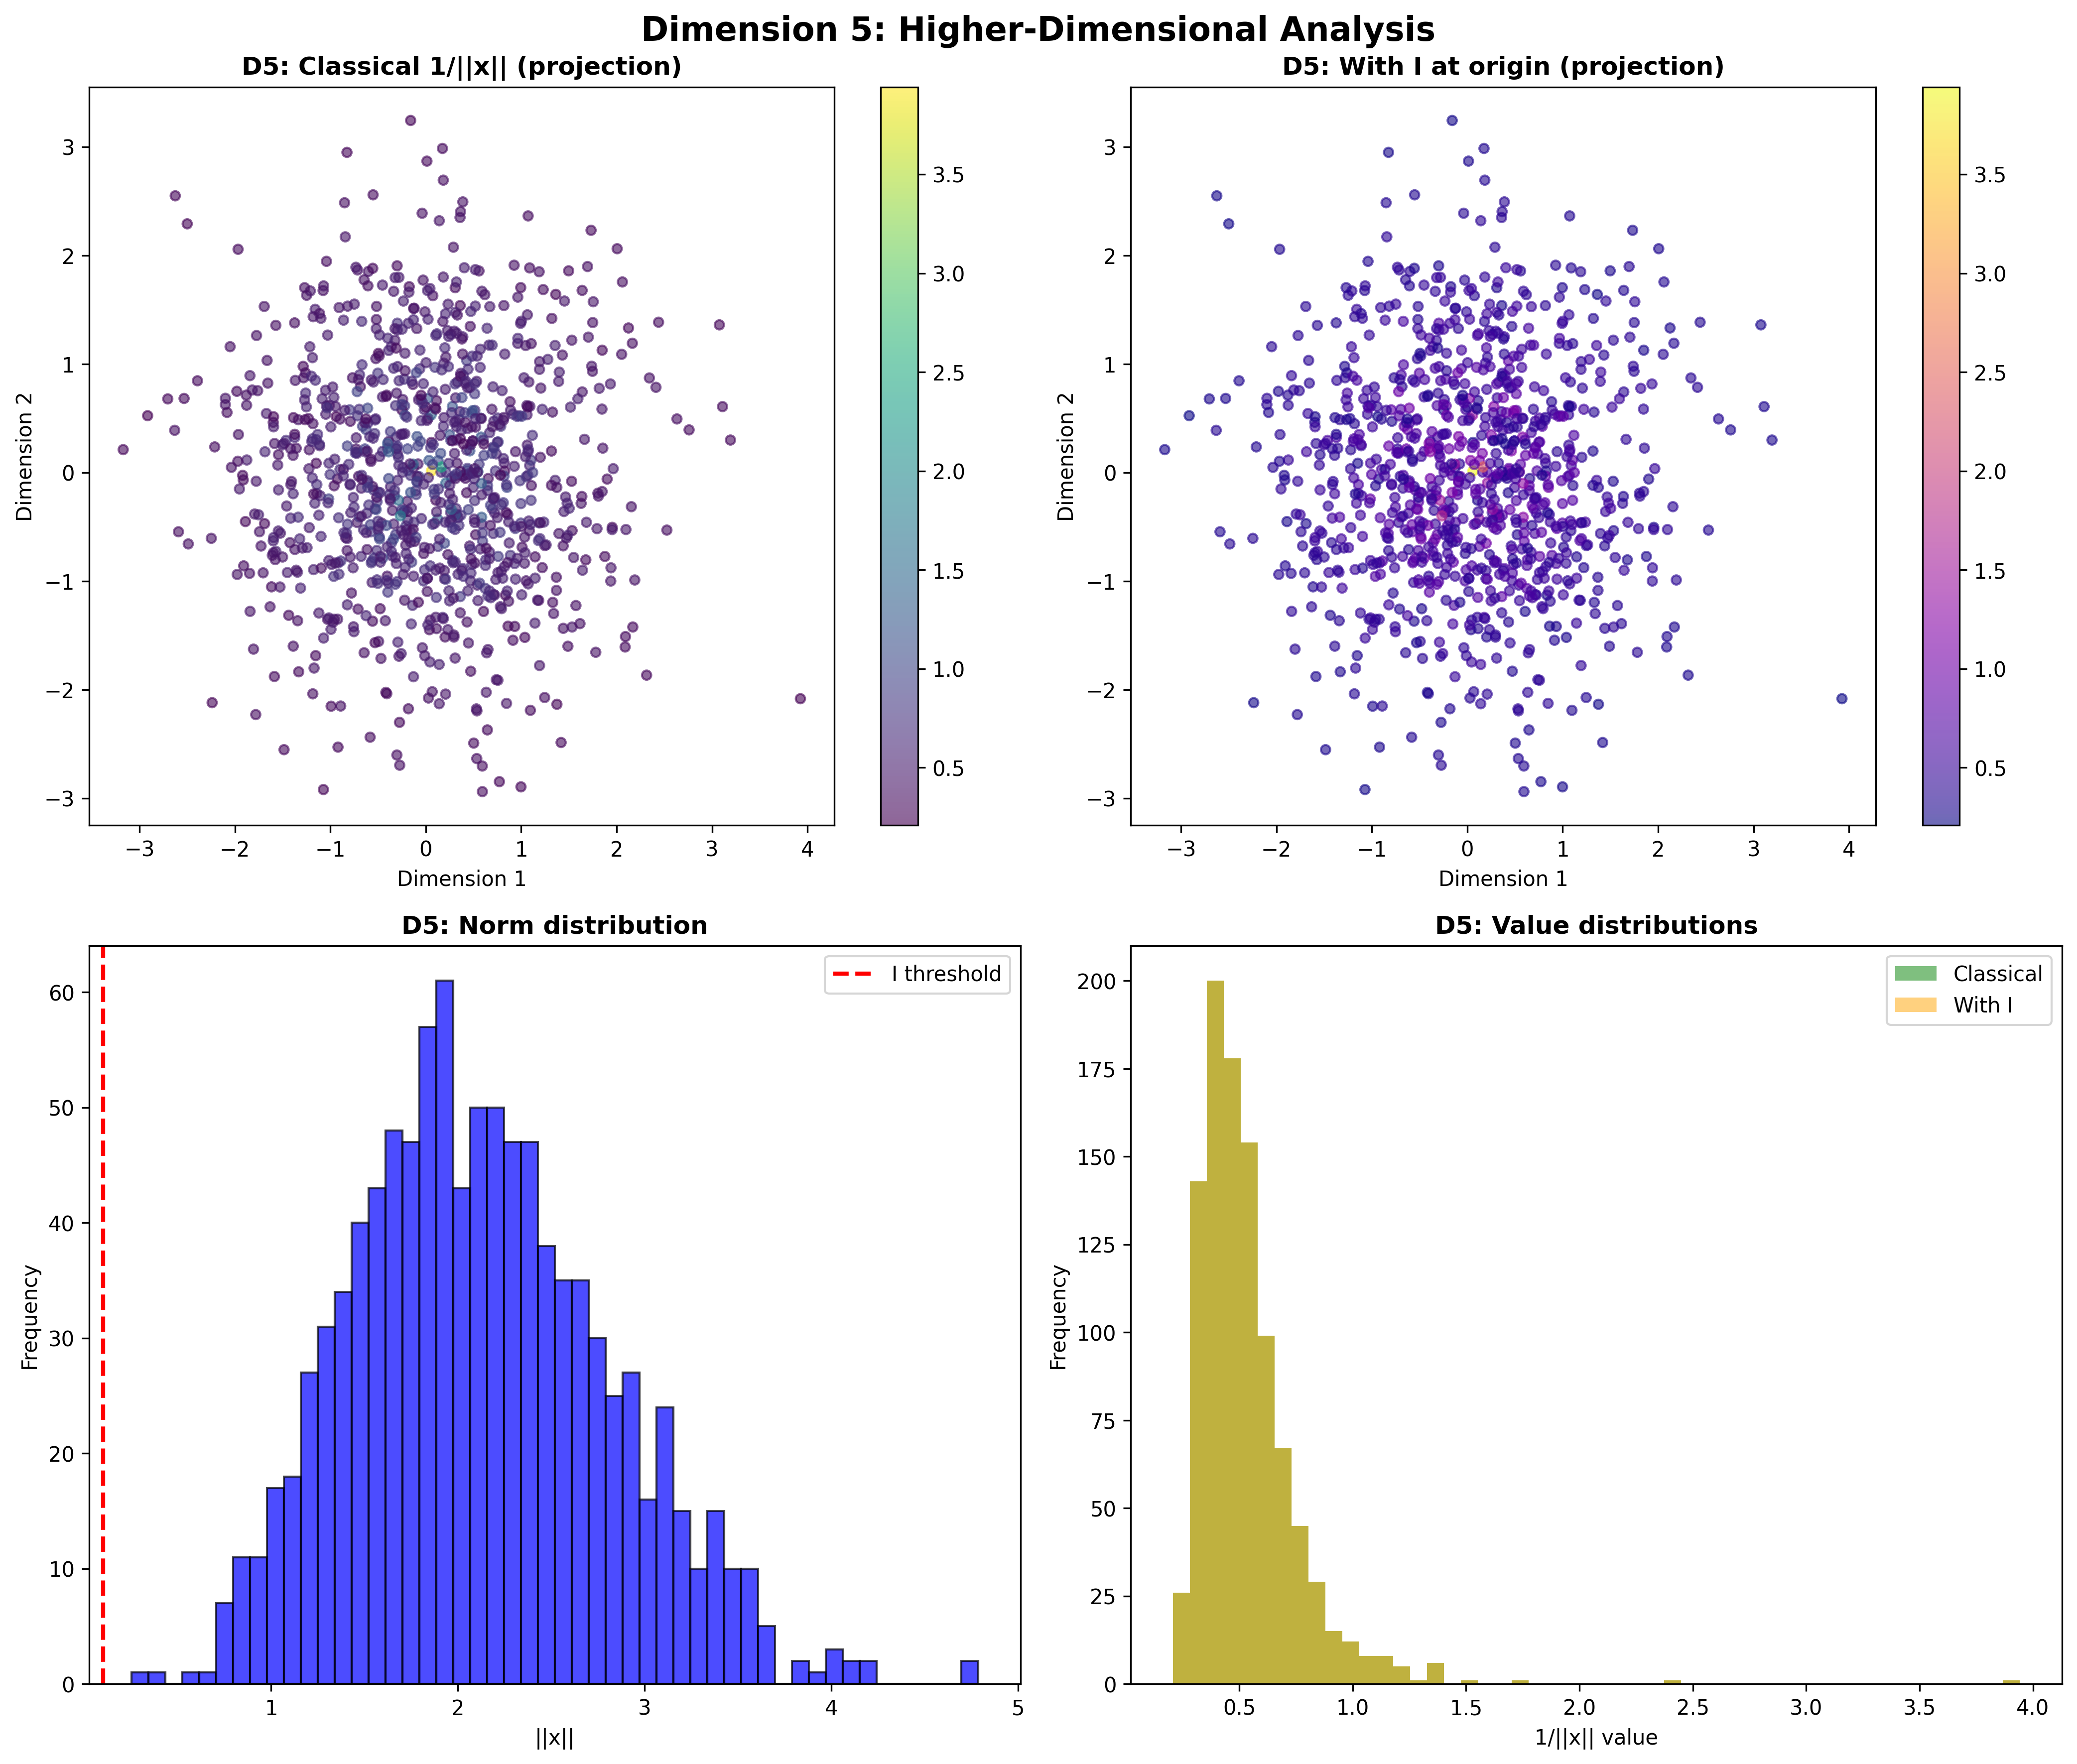 Dimension 5: Higher-Dimensional Analysis
D5: Classical 1/||x|| (projection)
Dimension 2
3
2
1
0
−1
−2
−3
−3 −2 −1 0 1 2 3 4
Dimension 1
3.5
3.0
2.5
2.0
1.5
1.0
0.5
D5: With I at origin (projection)
Dimension 2
3
2
1
0
−1
−2
−3
−3 −2 −1 0 1 2 3 4
Dimension 1
3.5
3.0
2.5
2.0
1.5
1.0
0.5
D5: Norm distribution
I threshold
Frequency
60
50
40
30
20
10
0
1 2 3 4 5
||x||
D5: Value distributions
Classical
With I
Frequency
200
175
150
125
100
75
50
25
0
0.5 1.0 1.5 2.0 2.5 3.0 3.5 4.0
1/||x|| value